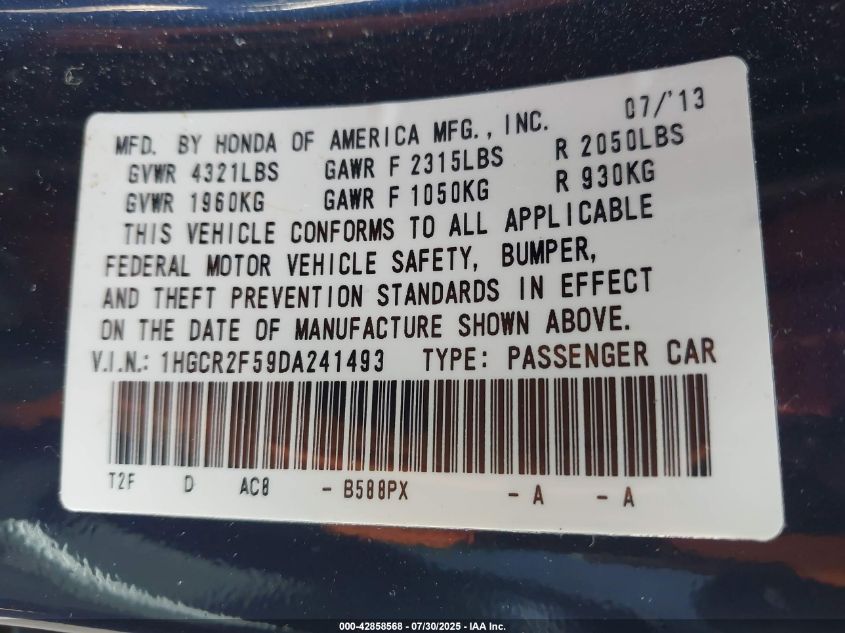 07/'13
MFD. BY HONDA OF AMERICA MFG., INC.
GVWR 4321LBS GAWR F 2315LBS R 2050LBS
GVWR 1960KG GAWR F 1050KG R 930KG
THIS VEHICLE CONFORMS TO ALL APPLICABLE
FEDERAL MOTOR VEHICLE SAFETY, BUMPER,
AND THEFT PREVENTION STANDARDS IN EFFECT
ON THE DATE OF MANUFACTURE SHOWN ABOVE.
V.I.N.: 1HGCR2F59DA241493 TYPE: PASSENGER CAR
T2F D AC8 - B588PX - A - A
000-42858568 - 07/30/2025 - IAA Inc.